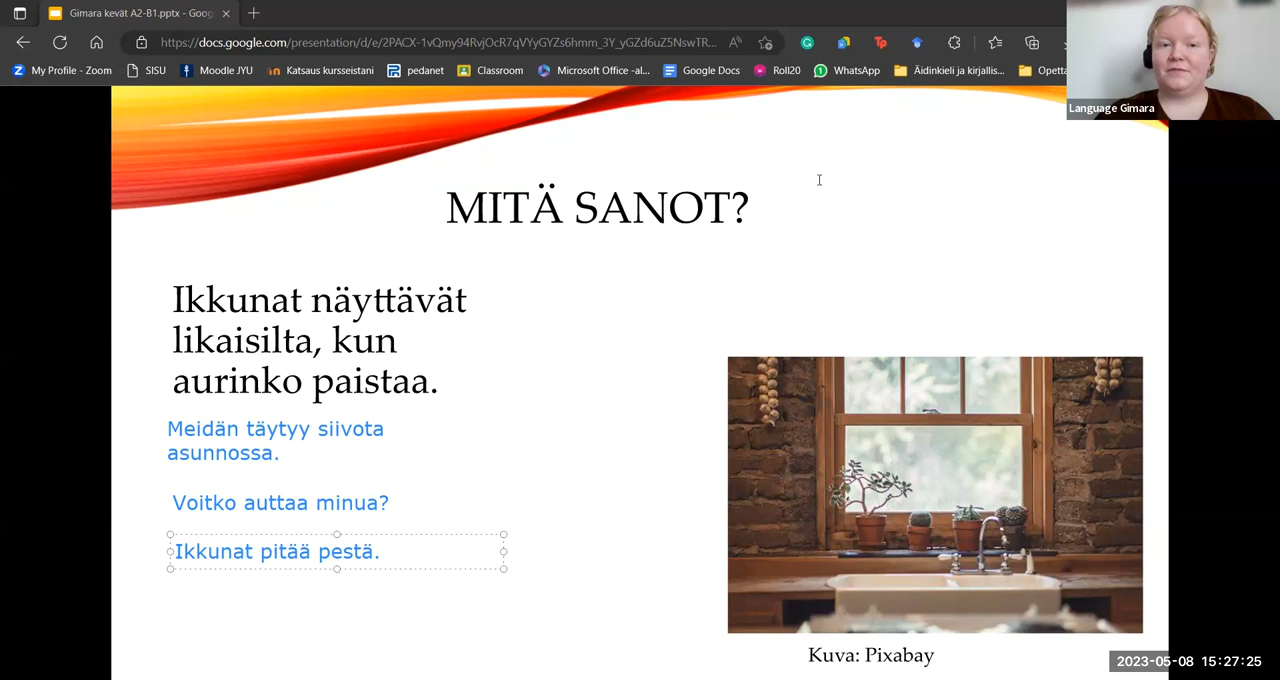 Gimara kevät A2-B1.pptx - Goog
https://docs.google.com/presentation/d/e/2PACX-1vQmy94RvjOcR7qVYyGYZs6hmm_3Y_yGZd6uZ5NswTR...
My Profile - Zoom SISU Moodle JYU Katsaus kursseistani pedanet Classroom Microsoft Office -al... Google Docs Roll20 WhatsApp Äidinkieli ja kirjallis... Opetta
Language Gimara
MITÄ SANOT?
Ikkunat näyttävät
likaisilta, kun
aurinko paistaa.
Meidän täytyy siivota
asunnossa.
Voitko auttaa minua?
Ikkunat pitää pestä.
Kuva: Pixabay
2023-05-08 15:27:25